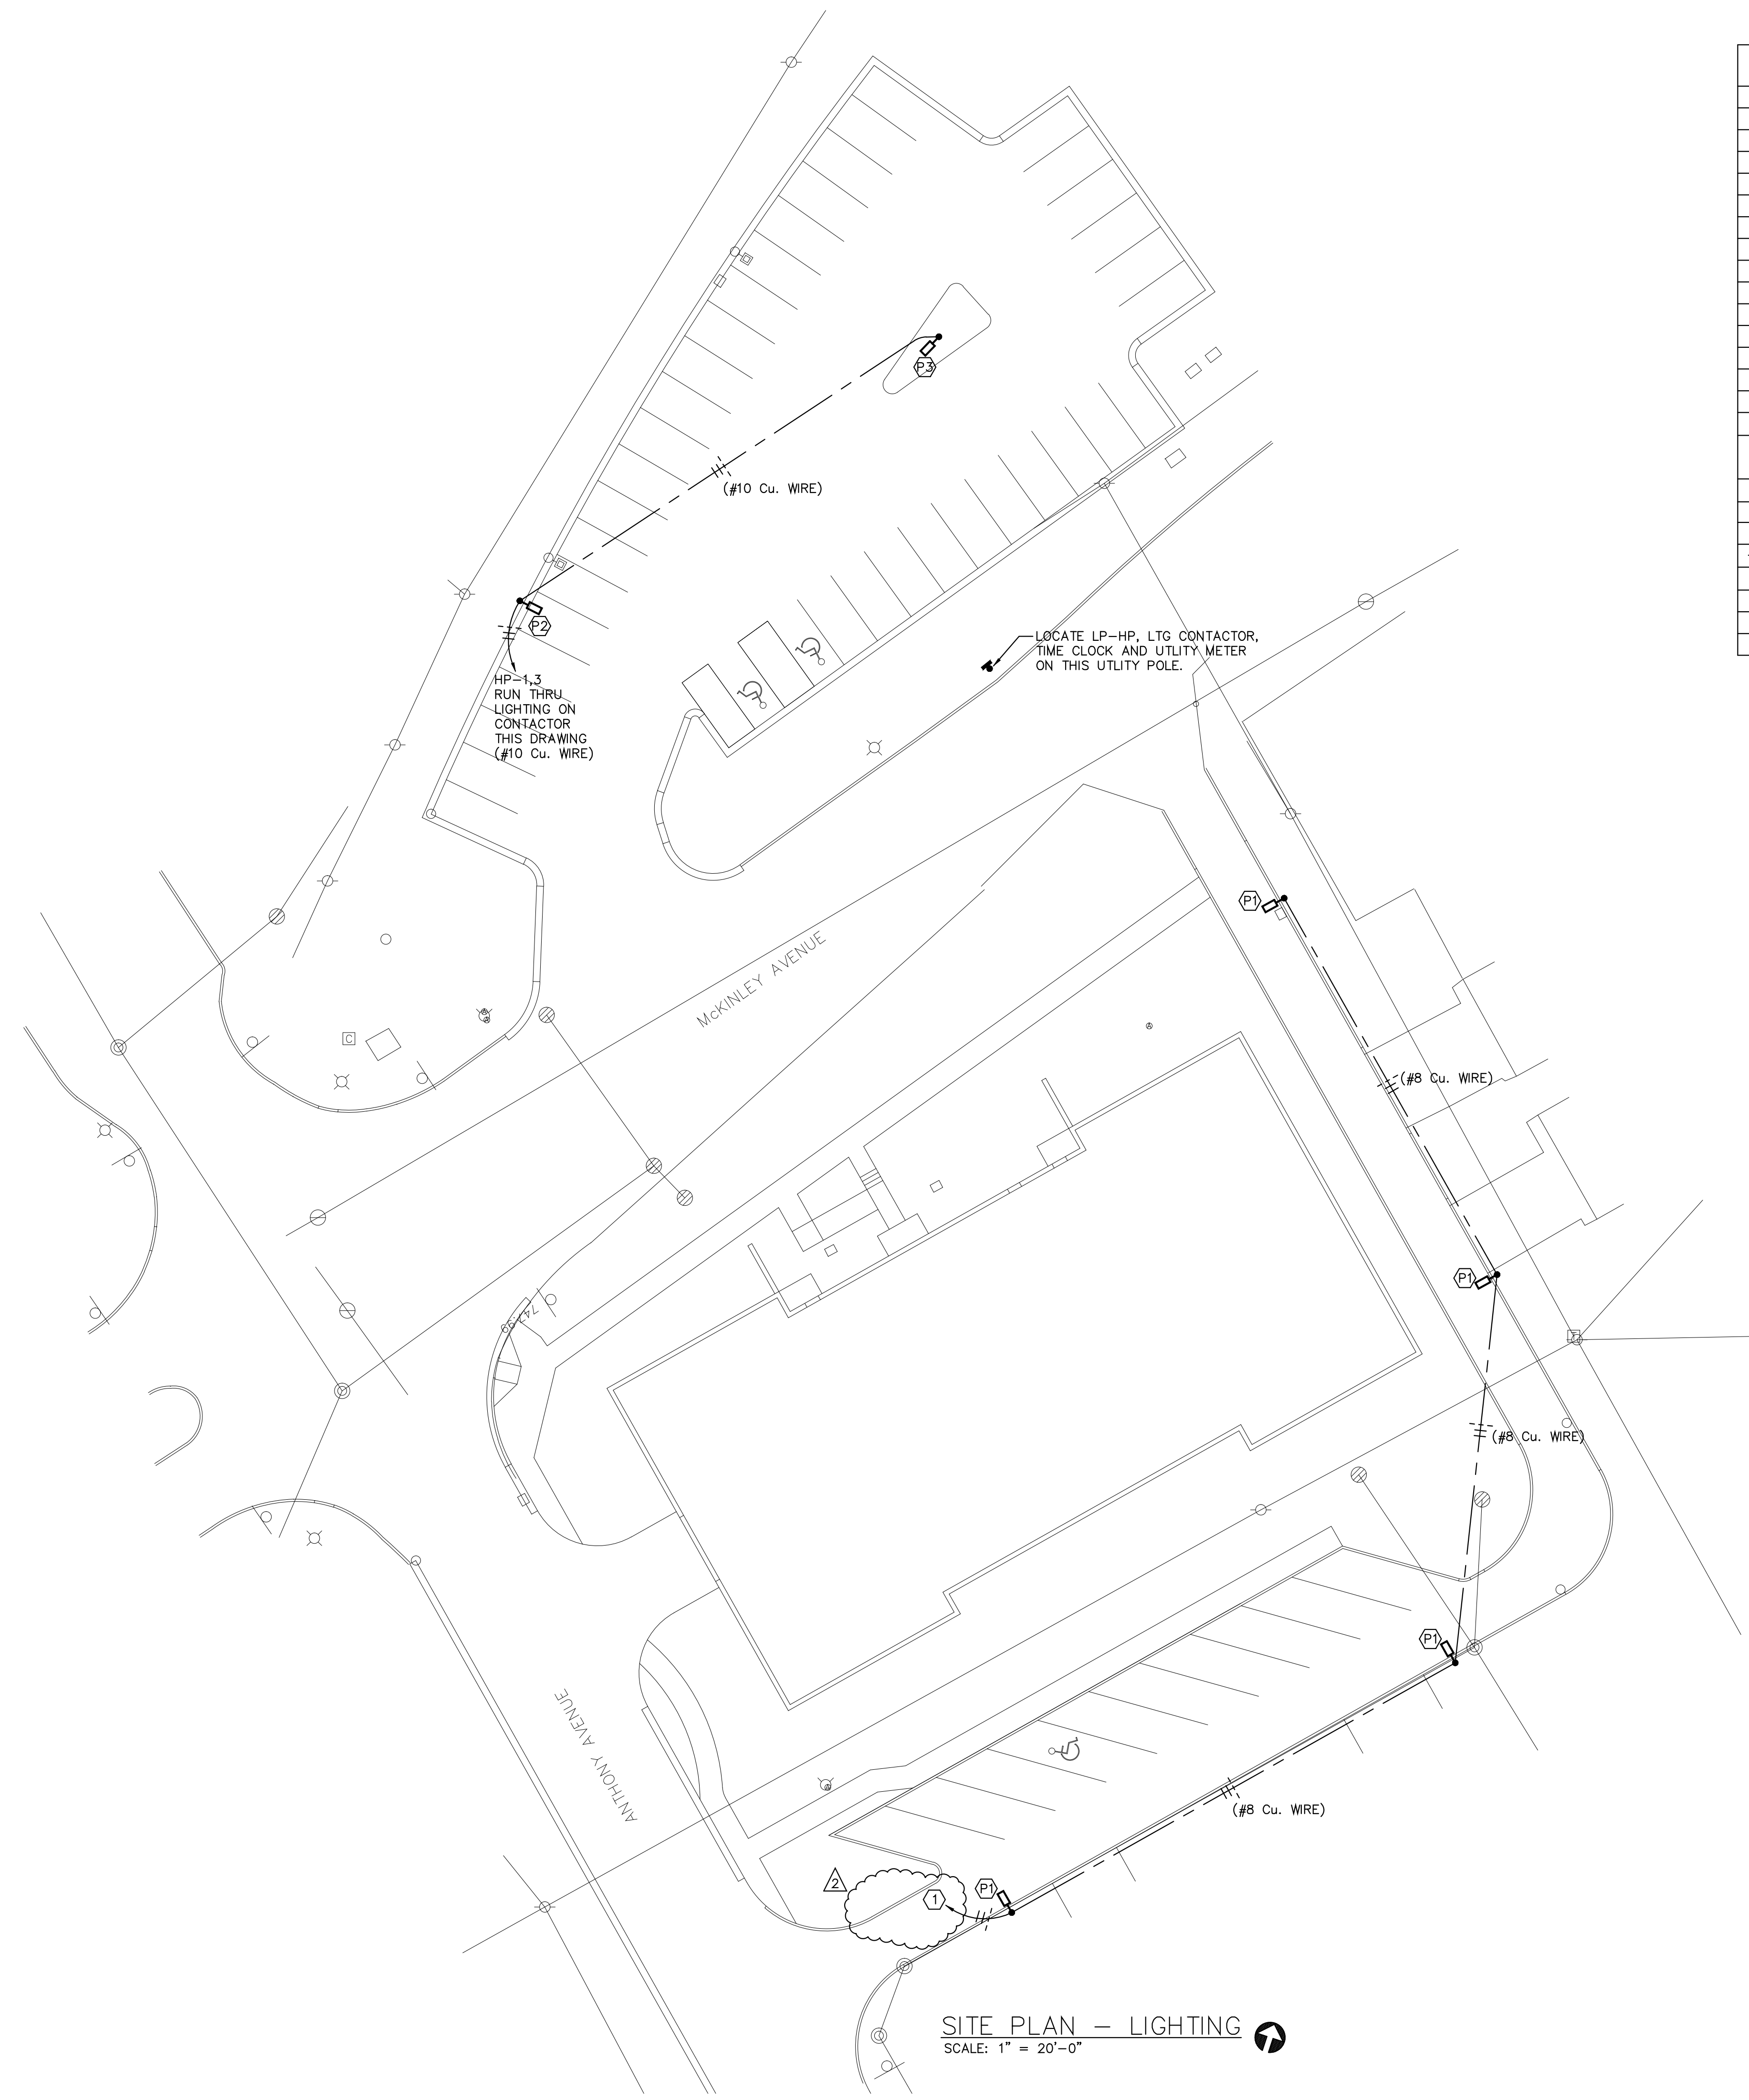 P3
(#10 Cu. WIRE)
P2
HP-1,3
RUN THRU
LIGHTING ON
CONTACTOR
THIS DRAWING
(#10 Cu. WIRE)
LOCATE LP-HP, LTG CONTACTOR,
TIME CLOCK AND UTLITY METER
ON THIS UTLITY POLE.
P1
McKINLEY AVENUE
C
(#8 Cu. WIRE)
P1
747.99
E
(#8 Cu. WIRE)
P1
ANTHONY AVENUE
(#8 Cu. WIRE)
2
1
P1
SITE PLAN - LIGHTING
SCALE: 1" = 20'-0"